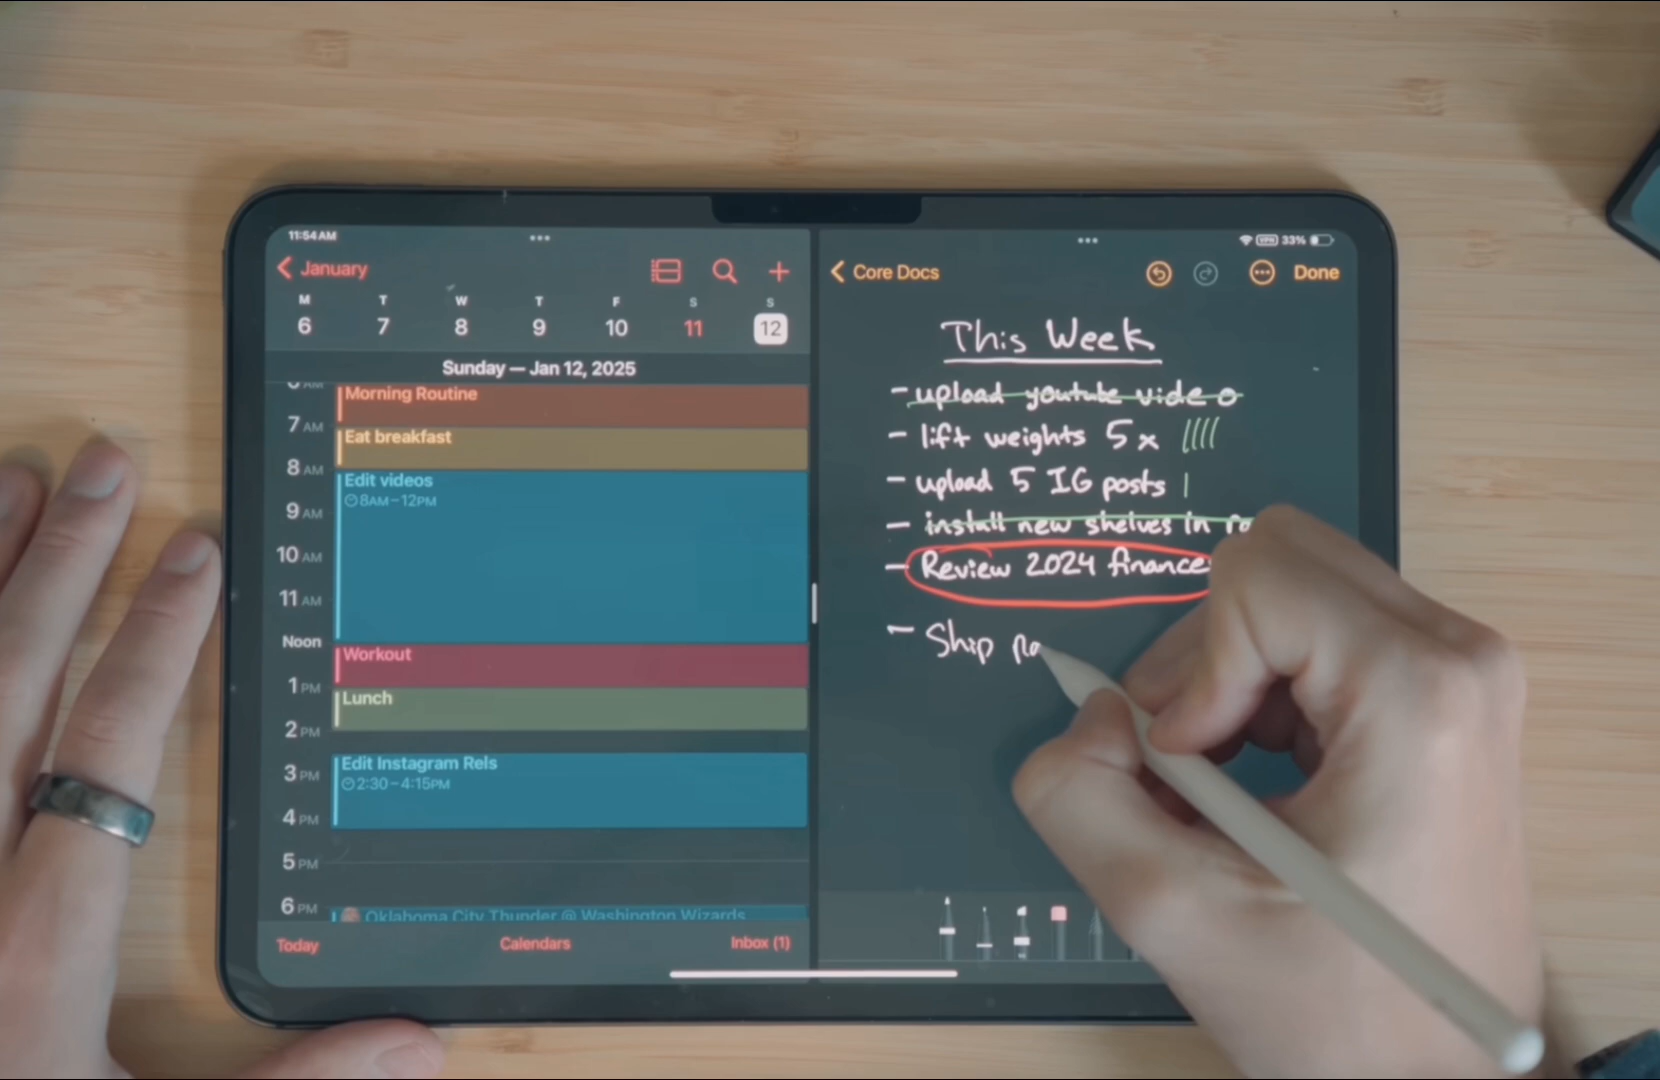 11:54 AM
January
M T W T F S S
6 7 8 9 10 11 12
Sunday — Jan 12, 2025
AM
Morning Routine
7 AM
Eat breakfast
8 AM
Edit videos
8AM–12PM
9 AM
10 AM
11 AM
Noon
Workout
1 PM
Lunch
2 PM
Edit Instagram Rels
3 PM
2:30–4:15PM
4 PM
5 PM
6 PM
Oklahoma City Thunder @ Washington Wizards
Today Calendars Inbox (1)
VPN 33%
Core Docs Done
This Week
- upload youtube video
- lift weights 5x ||||
- upload 5 IG posts |
- install new shelves in
- Review 2024 finance
- Ship